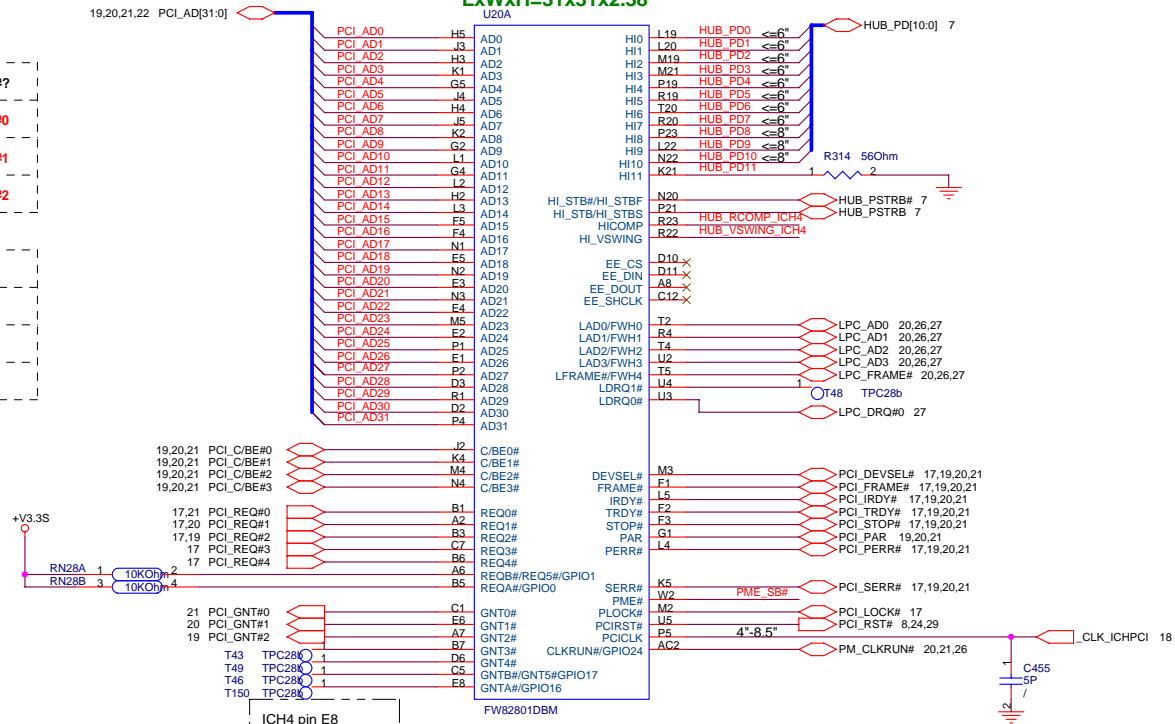 LxWxH=31x31x2.38
U20A
19,20,21,22 PCI_AD[31:0]
HUB_PD[10:0] 7
#0
#1
#2
PCI_AD0 H5 AD0
PCI_AD1 J3 AD1
PCI_AD2 H3 AD2
PCI_AD3 K1 AD3
PCI_AD4 G5 AD4
PCI_AD5 J4 AD5
PCI_AD6 H4 AD6
PCI_AD7 J5 AD7
PCI_AD8 K2 AD8
PCI_AD9 G2 AD9
PCI_AD10 L1 AD10
PCI_AD11 G4 AD11
PCI_AD12 L2 AD12
PCI_AD13 H2 AD13
PCI_AD14 L3 AD14
PCI_AD15 F5 AD15
PCI_AD16 F4 AD16
PCI_AD17 N1 AD17
PCI_AD18 E5 AD18
PCI_AD19 N2 AD19
PCI_AD20 E3 AD20
PCI_AD21 N3 AD21
PCI_AD22 E4 AD22
PCI_AD23 M5 AD23
PCI_AD24 E2 AD24
PCI_AD25 P1 AD25
PCI_AD26 E1 AD26
PCI_AD27 P2 AD27
PCI_AD28 D3 AD28
PCI_AD29 R1 AD29
PCI_AD30 D2 AD30
PCI_AD31 P4 AD31
19,20,21 PCI_C/BE#0 J2 C/BE0#
19,20,21 PCI_C/BE#1 K4 C/BE1#
19,20,21 PCI_C/BE#2 M4 C/BE2#
19,20,21 PCI_C/BE#3 N4 C/BE3#
17,21 PCI_REQ#0 B1 REQ0#
17,20 PCI_REQ#1 A2 REQ1#
17,19 PCI_REQ#2 B3 REQ2#
17 PCI_REQ#3 C7 REQ3#
17 PCI_REQ#4 B6 REQ4#
+V3.3S
RN28A 1 10KOhm 2 A6 REQB#/REQ5#/GPIO1
RN28B 3 10KOhm 4 B5 REQA#/GPIO0
21 PCI_GNT#0 C1 GNT0#
20 PCI_GNT#1 E6 GNT1#
19 PCI_GNT#2 A7 GNT2#
T43 TPC28b 1 B7 GNT3#
T49 TPC28b 1 D6 GNT4#
T46 TPC28b 1 C5 GNTB#/GNT5#GPIO17
T150 TPC28b 1 E8 GNTA#/GPIO16
ICH4 pin E8
FW82801DBM
HI0 L19 HUB_PD0 <=6"
HI1 L20 HUB_PD1 <=6"
HI2 M19 HUB_PD2 <=6"
HI3 M21 HUB_PD3 <=6"
HI4 P19 HUB_PD4 <=6"
HI5 R19 HUB_PD5 <=6"
HI6 T20 HUB_PD6 <=6"
HI7 R20 HUB_PD7 <=6"
HI8 P23 HUB_PD8 <=6"
HI9 L22 HUB_PD9 <=8"
HI10 N22 HUB_PD10 <=8"
HI11 K21 HUB_PD11 1 R314 56Ohm 2
HI_STB#/HI_STBF N20 HUB_PSTRB# 7
HI_STB/HI_STBS P21 HUB_PSTRB 7
HICOMP R23 HUB_RCOMP_ICH4
HI_VSWING R22 HUB_VSWING_ICH4
EE_CS D10
EE_DIN D11
EE_DOUT A8
EE_SHCLK C12
LAD0/FWH0 T2 LPC_AD0 20,26,27
LAD1/FWH1 R4 LPC_AD1 20,26,27
LAD2/FWH2 T4 LPC_AD2 20,26,27
LAD3/FWH3 U2 LPC_AD3 20,26,27
LFRAME#/FWH4 T5 LPC_FRAME# 20,26,27
LDRQ1# U4 1 T48 TPC28b
LDRQ0# U3 LPC_DRQ#0 27
DEVSEL# M3 PCI_DEVSEL# 17,19,20,21
FRAME# F1 PCI_FRAME# 17,19,20,21
IRDY# L5 PCI_IRDY# 17,19,20,21
TRDY# F2 PCI_TRDY# 17,19,20,21
STOP# F3 PCI_STOP# 17,19,20,21
PAR G1 PCI_PAR 19,20,21
PERR# L4 PCI_PERR# 17,19,20,21
SERR# K5 PCI_SERR# 17,19,20,21
PME# W2 PME_SB#
PLOCK# M2 PCI_LOCK# 17
PCIRST# U5 PCI_RST# 8,24,29
PCICLK P5 4"-8.5" _CLK_ICHPCI 18
CLKRUN#/GPIO24 AC2 PM_CLKRUN# 20,21,26
1 C455
5P
/
2